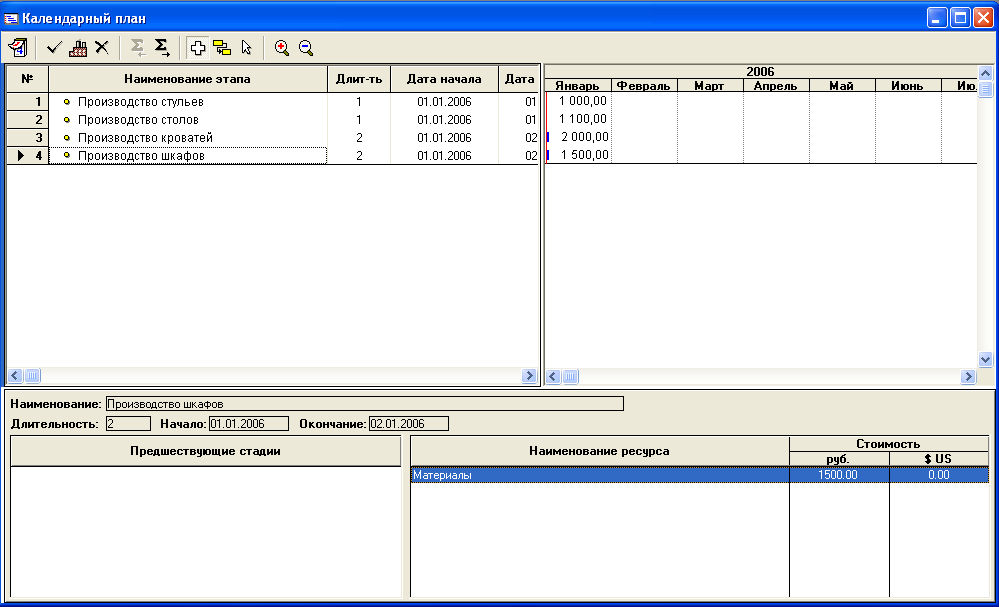 Календарный план
№ Наименование этапа Длит-ть Дата начала Дата
2006
Январь Февраль Март Апрель Май Июнь Июл
1 Производство стульев 1 01.01.2006 01 1 000,00
2 Производство столов 1 01.01.2006 01 1 100,00
3 Производство кроватей 2 01.01.2006 02 2 000,00
4 Производство шкафов 2 01.01.2006 02 1 500,00
Наименование: Производство шкафов
Длительность: 2 Начало: 01.01.2006 Окончание: 02.01.2006
Предшествующие стадии
Наименование ресурса Стоимость
руб. $ US
Материалы 1500.00 0.00